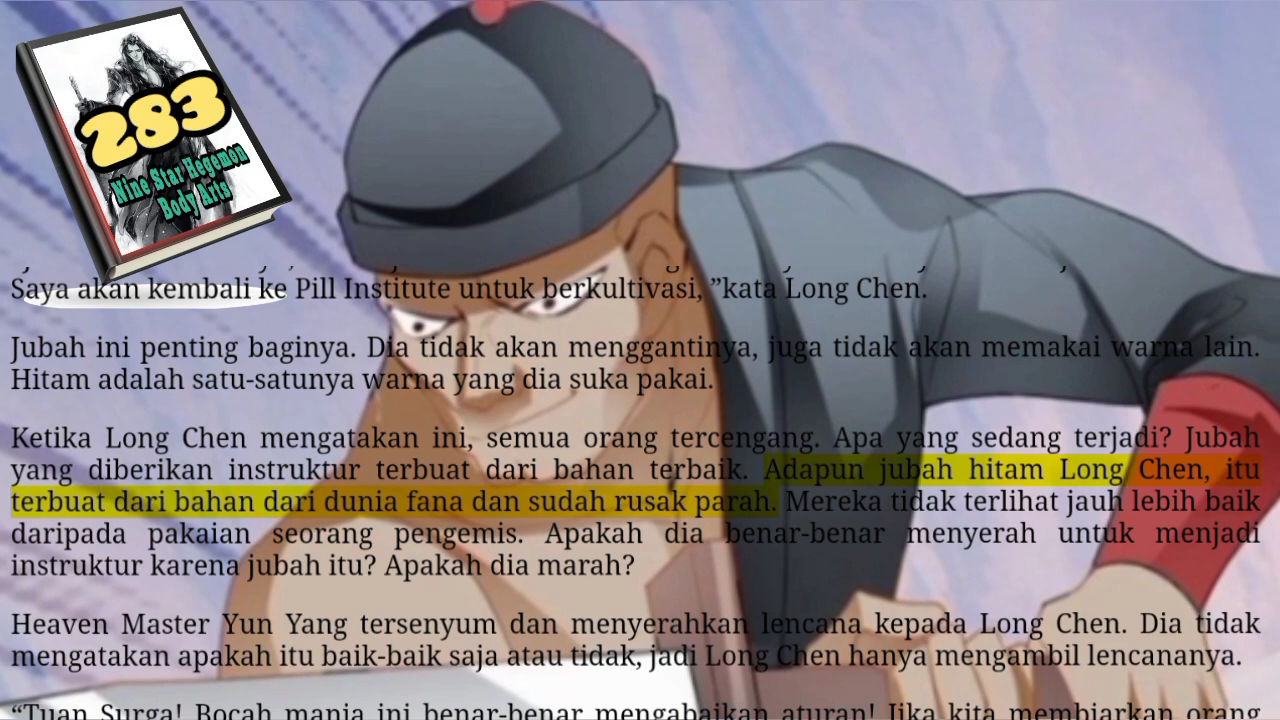 283
Nine Star Hegemon
Body Arts
Saya akan kembali ke Pill Institute untuk berkultivasi, ”kata Long Chen.
Jubah ini penting baginya. Dia tidak akan menggantinya, juga tidak akan memakai warna lain.
Hitam adalah satu-satunya warna yang dia suka pakai.
Ketika Long Chen mengatakan ini, semua orang tercengang. Apa yang sedang terjadi? Jubah
yang diberikan instruktur terbuat dari bahan terbaik. Adapun jubah hitam Long Chen, itu
terbuat dari bahan dari dunia fana dan sudah rusak parah. Mereka tidak terlihat jauh lebih baik
daripada pakaian seorang pengemis. Apakah dia benar-benar menyerah untuk menjadi
instruktur karena jubah itu? Apakah dia marah?
Heaven Master Yun Yang tersenyum dan menyerahkan lencana kepada Long Chen. Dia tidak
mengatakan apakah itu baik-baik saja atau tidak, jadi Long Chen hanya mengambil lencananya.
“Tuan Surga! Bocah mania ini benar-benar mengabaikan aturan! Jika kita membiarkan orang